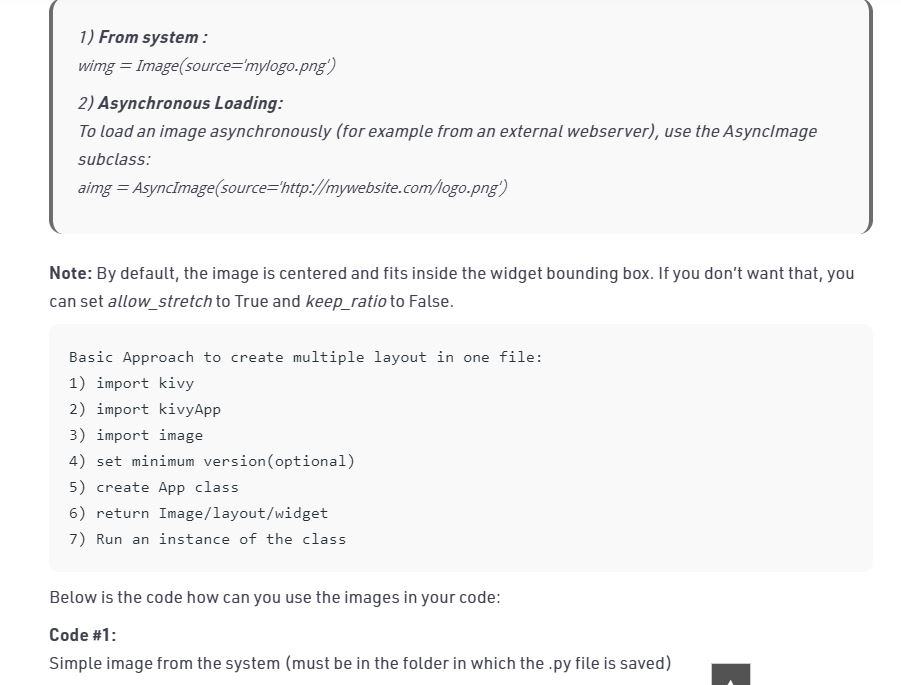 1) From system :
wimg = Image(source='mylogo.png')
2) Asynchronous Loading:
To load an image asynchronously (for example from an external webserver), use the AsyncImage
subclass:
aimg = AsyncImage(source='http://mywebsite.com/logo.png')
Note: By default, the image is centered and fits inside the widget bounding box. If you don’t want that, you
can set allow_stretch to True and keep_ratio to False.
Basic Approach to create multiple layout in one file:
1) import kivy
2) import kivyApp
3) import image
4) set minimum version(optional)
5) create App class
6) return Image/layout/widget
7) Run an instance of the class
Below is the code how can you use the images in your code:
Code #1:
Simple image from the system (must be in the folder in which the .py file is saved)